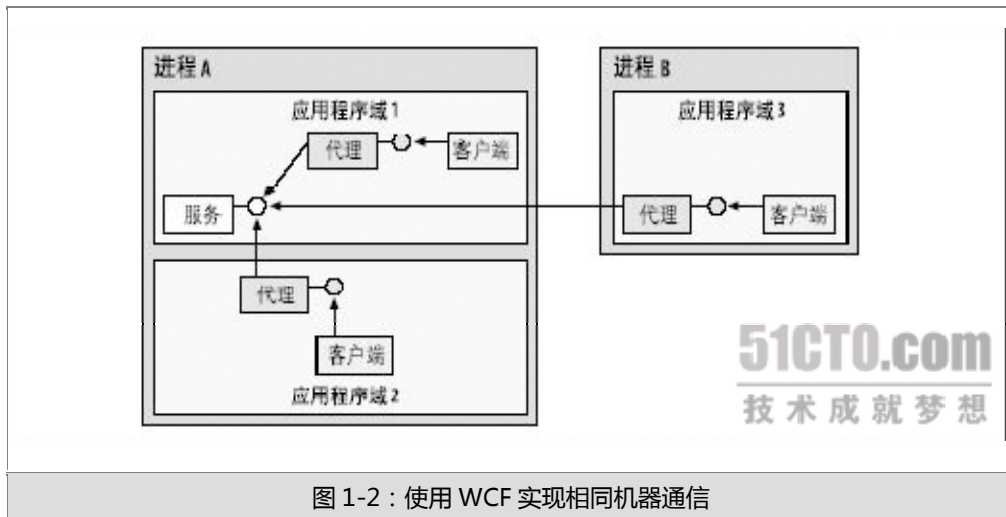 进程 A
应用程序域 1
代理
客户端
服务
代理
客户端
应用程序域 2
进程 B
应用程序域 3
代理
客户端
51CTO.com
技术成就梦想
图 1-2：使用 WCF 实现相同机器通信